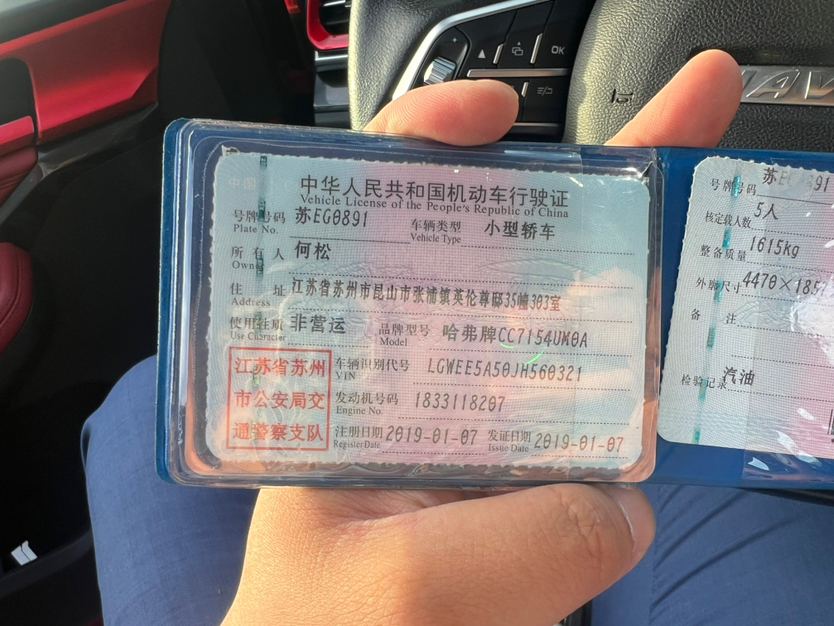 中华人民共和国机动车行驶证
Vehicle License of the People's Republic of China
号牌号码 苏EG0891 车辆类型 小型轿车
Plate No. Vehicle Type
所有人 何松
Owner
住址 江苏省苏州市昆山市张浦镇英伦尊邸35幢303室
Address
使用性质 非营运 品牌型号 哈弗牌CC7154UM0A
Use Character Model
江苏省苏州
市公安局交
通警察支队
车辆识别代号 LGWEE5A50JH560321
VIN
发动机号码 1833118207
Engine No.
注册日期 2019-01-07 发证日期 2019-01-07
Register Date Issue Date
号牌号码
核定载人数 5人
整备质量 1615kg
外廓尺寸 4470×185
备注
检验记录 汽油
OK